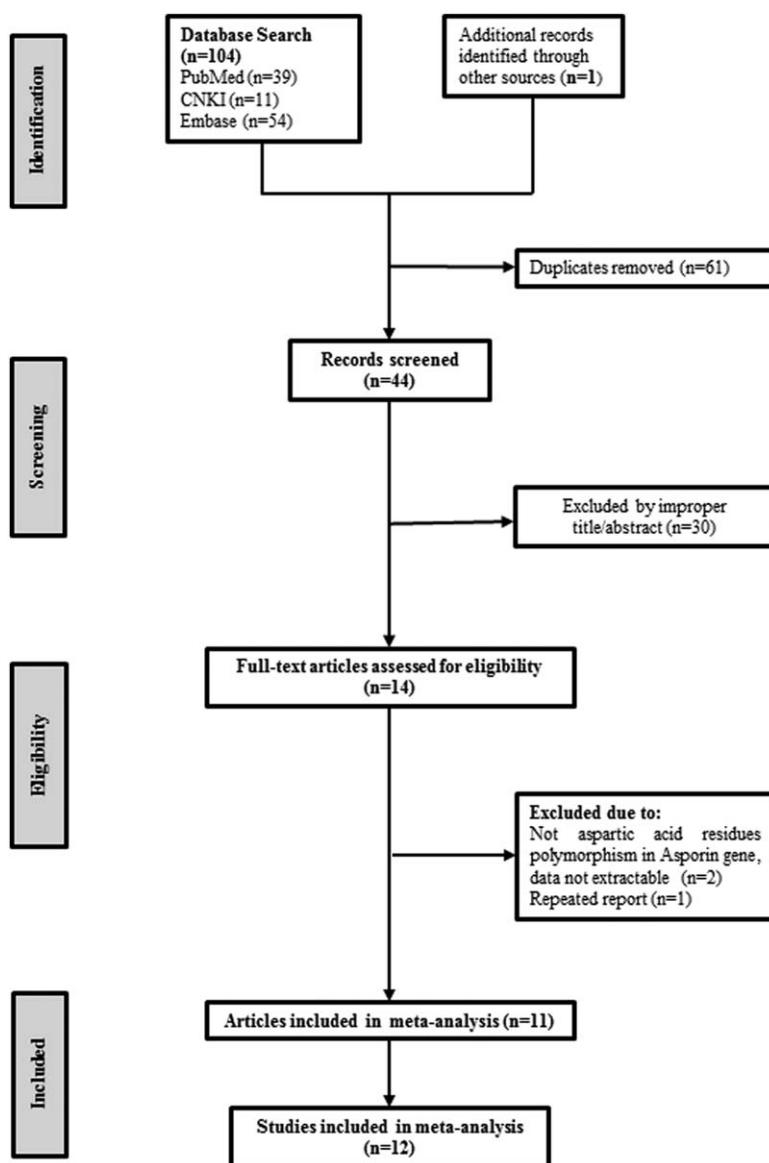 Identification
Database Search
(n=104)
PubMed (n=39)
CNKI (n=11)
Embase (n=54)
Additional records
identified through
other sources (n=1)
Duplicates removed (n=61)
Screening
Records screened
(n=44)
Excluded by improper
title/abstract (n=30)
Eligibility
Full-text articles assessed for eligibility
(n=14)
Excluded due to:
Not aspartic acid residues
polymorphism in Asporin gene,
data not extractable (n=2)
Repeated report (n=1)
Included
Articles included in meta-analysis (n=11)
Studies included in meta-analysis
(n=12)